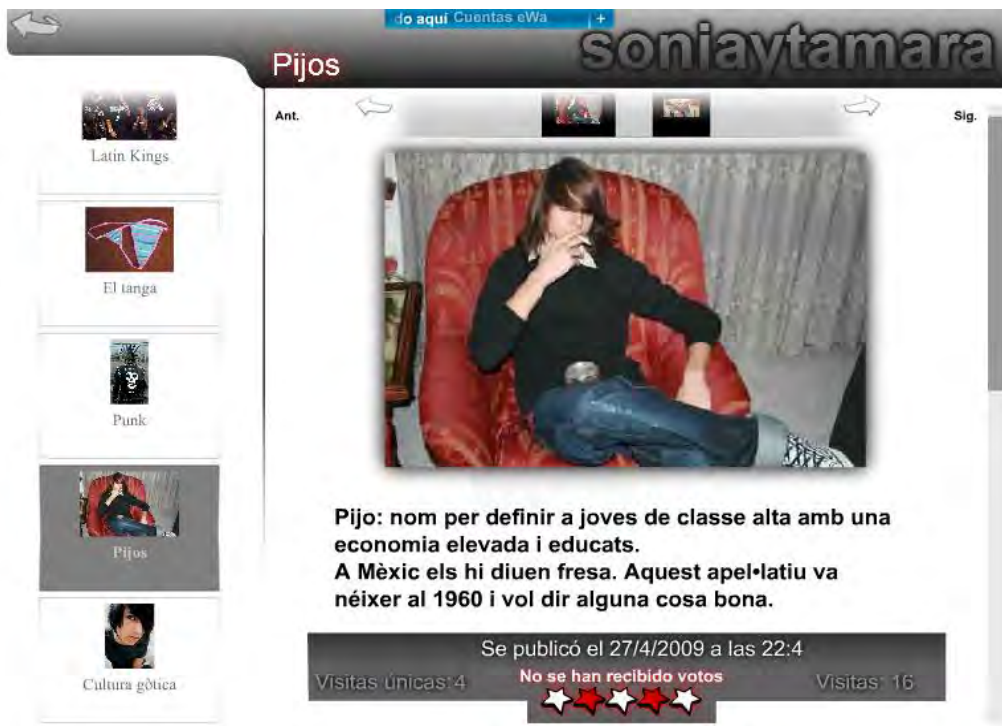 do aquí Cuentas eWa +
soniaytamara
Pijos
Latin Kings
El tanga
Punk
Pijos
Cultura gòtica
Ant.
Sig.
Pijo: nom per definir a joves de classe alta amb una
economia elevada i educats.
A Mèxic els hi diuen fresa. Aquest apel•latiu va
néixer al 1960 i vol dir alguna cosa bona.
Se publicó el 27/4/2009 a las 22:4
Visitas únicas: 4
No se han recibido votos
Visitas: 16